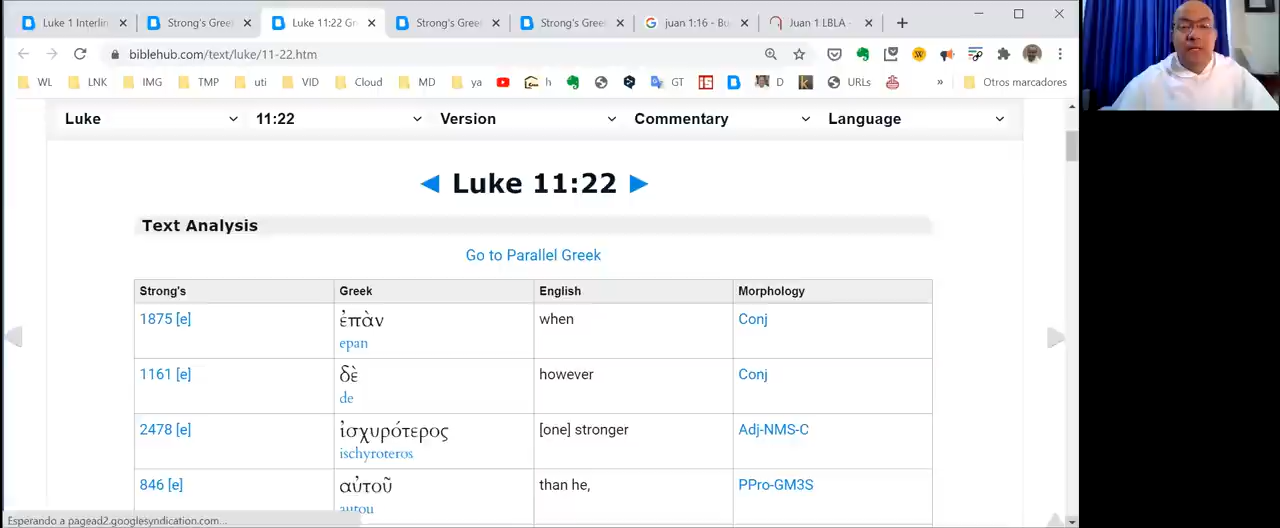 Luke 1 Interlin
Strong's Greek
Luke 11:22 Gr
Strong's Greek
Strong's Greek
juan 1:16 - Bu
Juan 1 LBLA -
biblehub.com/text/luke/11-22.htm
WL LNK IMG TMP uti VID Cloud MD ya h GT D URLs » Otros marcadores
Luke 11:22 Version Commentary Language
Luke 11:22
Text Analysis
Go to Parallel Greek
Strong's Greek English Morphology
1875 [e] ἐπὰν when Conj
epan
1161 [e] δὲ however Conj
de
2478 [e] ἰσχυρότερος [one] stronger Adj-NMS-C
ischyroteros
846 [e] αὐτοῦ than he, PPro-GM3S
autou
Esperando a pagead2.googlesyndication.com...